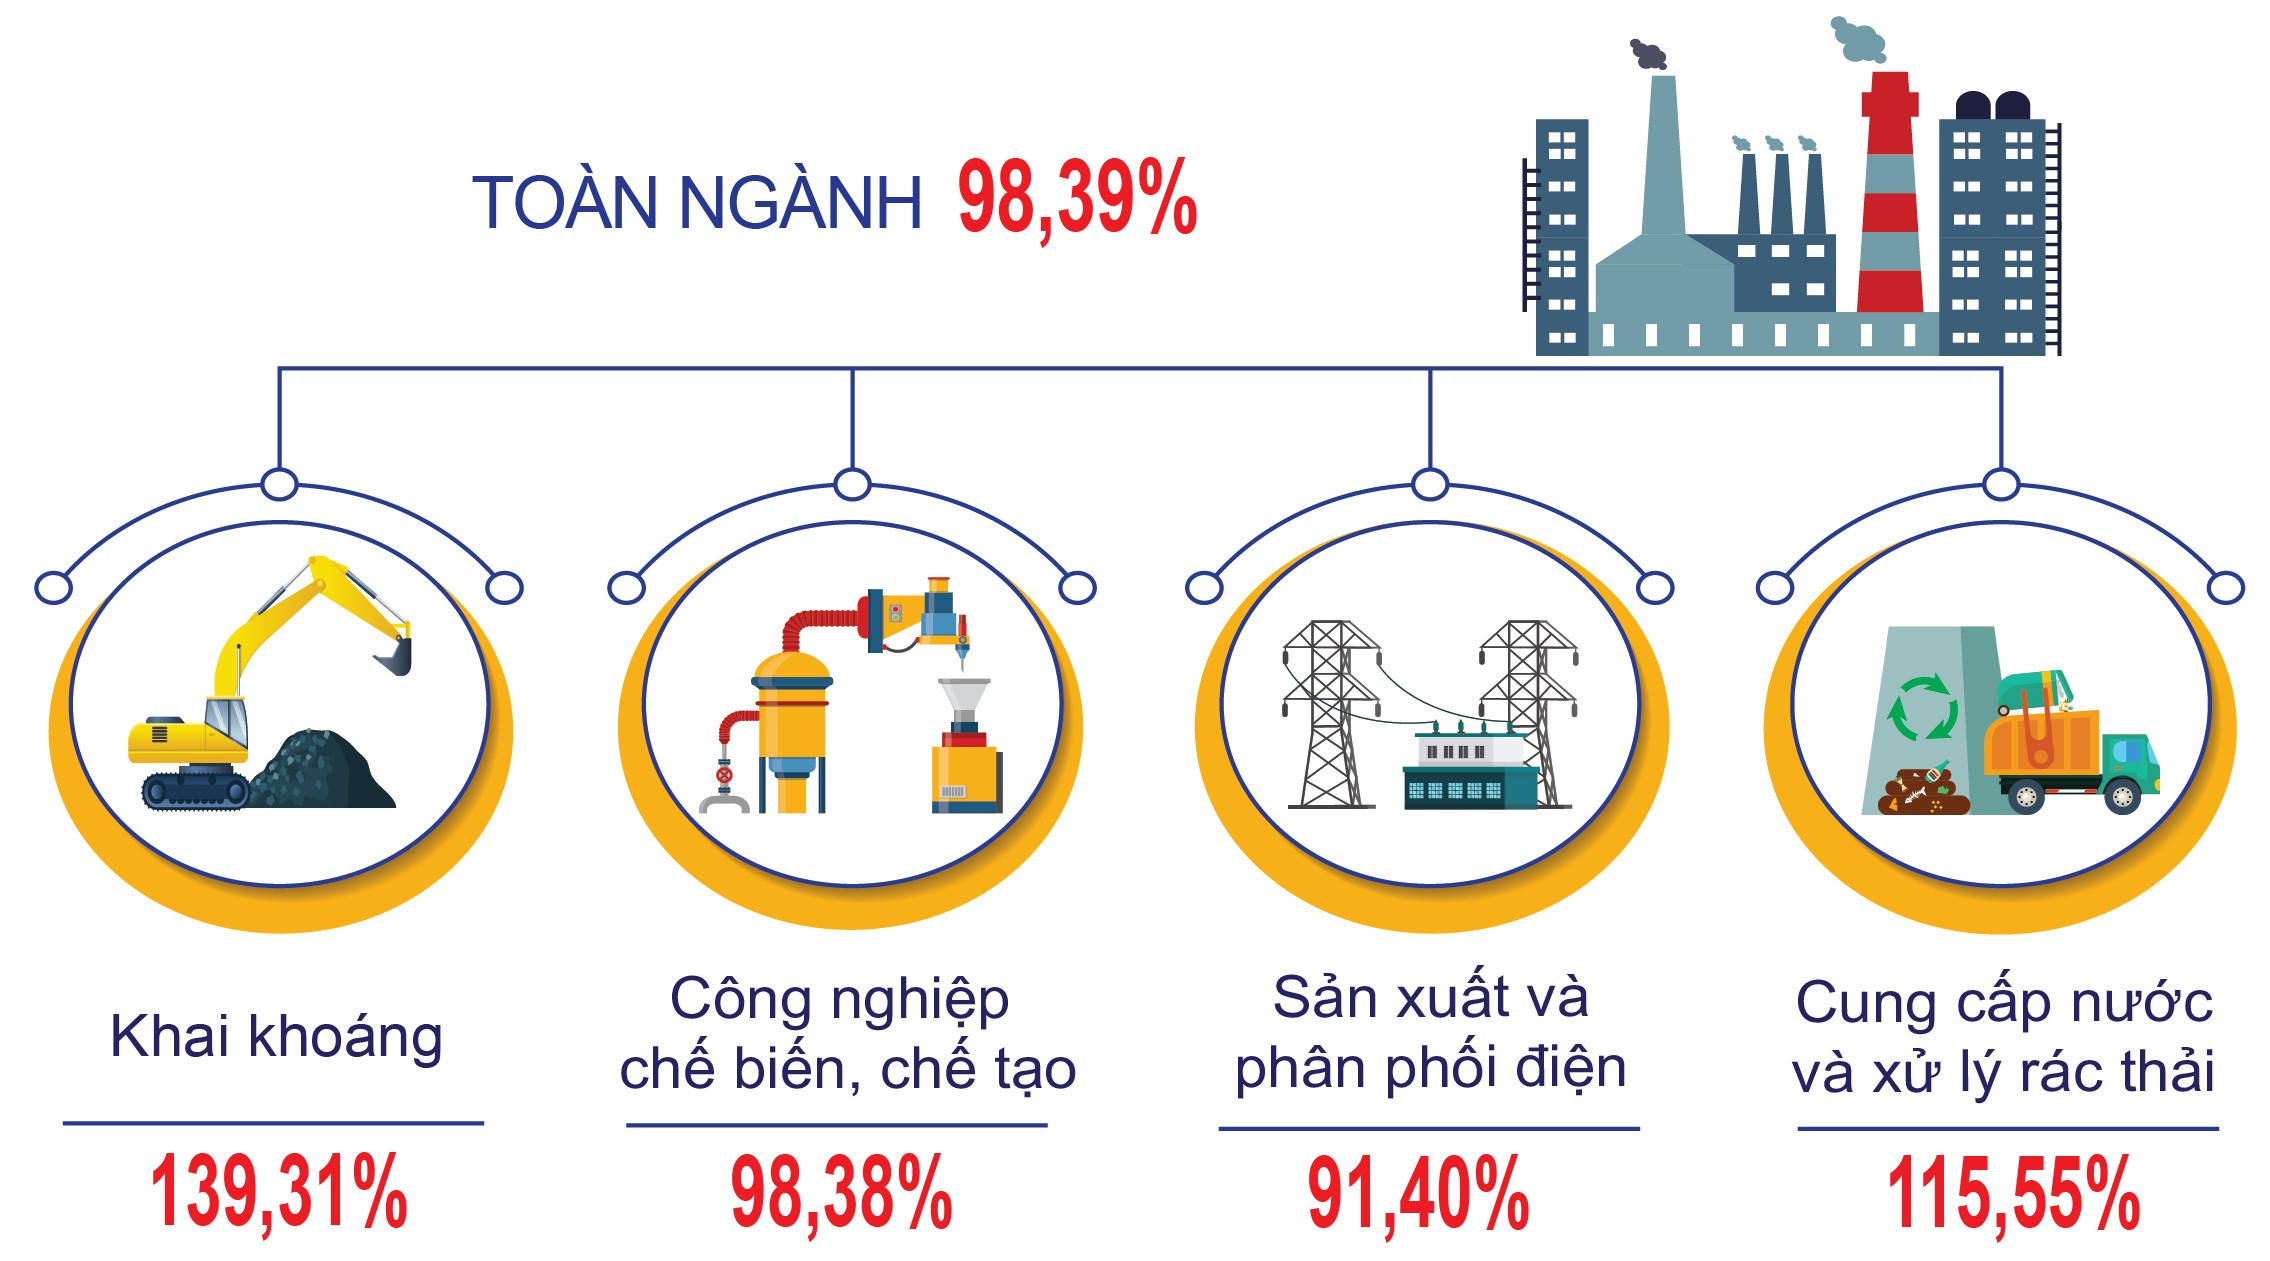 TOÀN NGÀNH 98,39%
Khai khoáng
139,31%
Công nghiệp
chế biến, chế tạo
98,38%
Sản xuất và
phân phối điện
91,40%
Cung cấp nước
và xử lý rác thải
115,55%